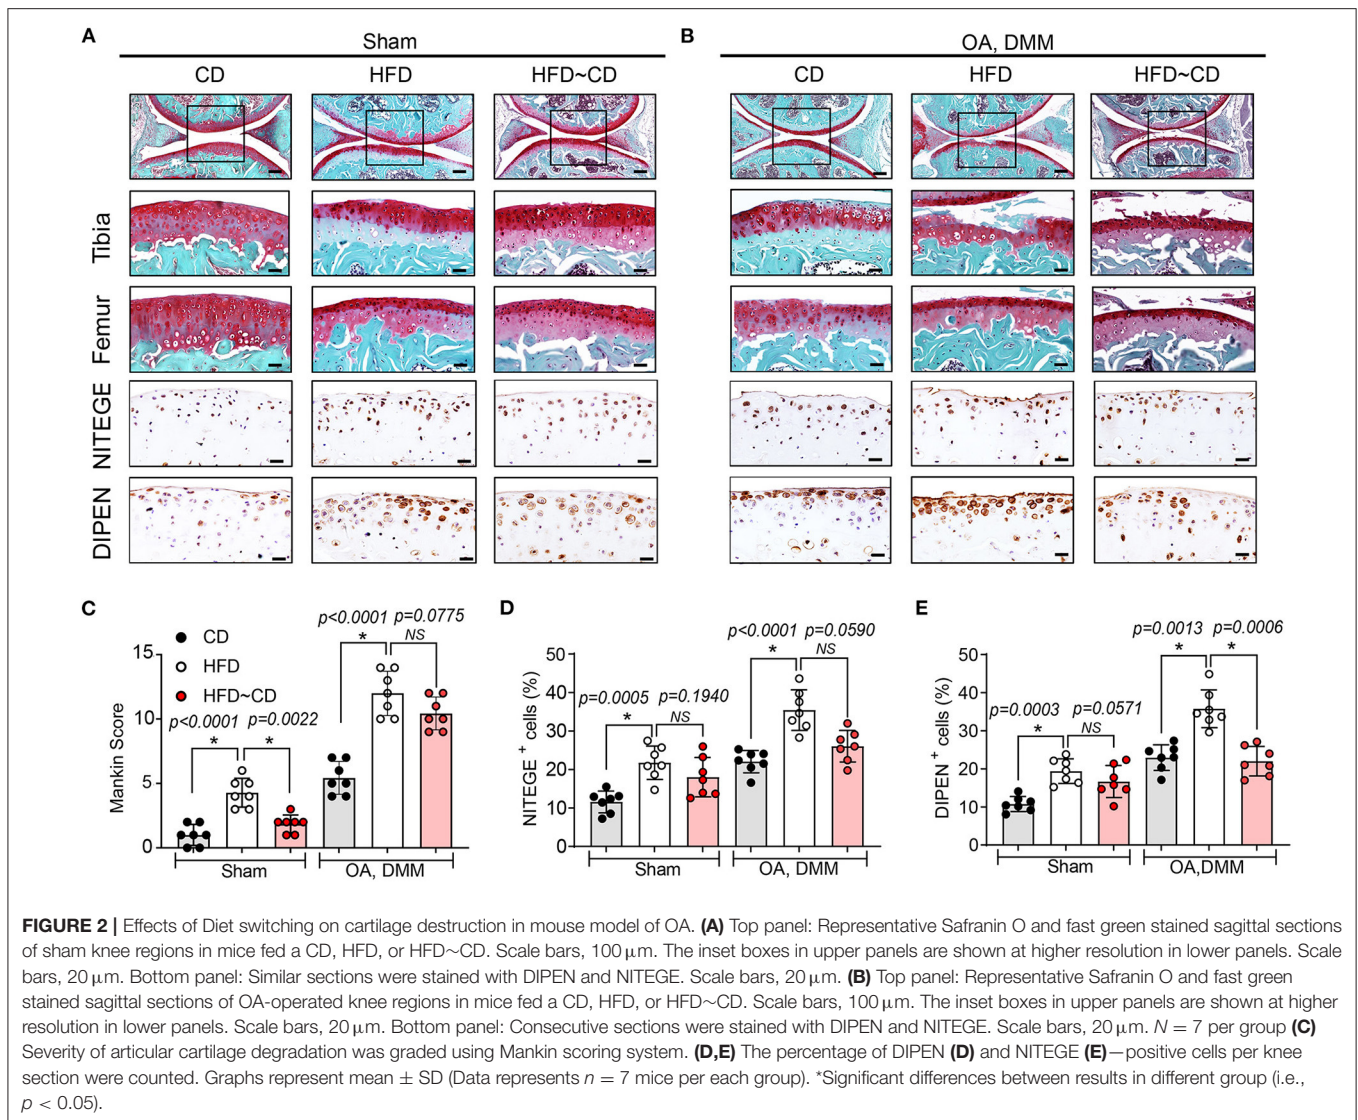 A
Sham
CD HFD HFD~CD
B
OA, DMM
CD HFD HFD~CD
Tibia
Femur
NITEGE
DIPEN
C
CD
HFD
HFD~CD
p<0.0001 p=0.0775
* NS
p<0.0001 p=0.0022
* *
Mankin Score
15
10
5
0
Sham OA, DMM
D
p<0.0001 p=0.0590
* NS
p=0.0005 p=0.1940
* NS
NITEGE + cells (%)
50
40
30
20
10
0
Sham OA, DMM
E
p=0.0013 p=0.0006
* *
p=0.0003 p=0.0571
* NS
DIPEN + cells (%)
50
40
30
20
10
0
Sham OA,DMM
FIGURE 2 | Effects of Diet switching on cartilage destruction in mouse model of OA. (A) Top panel: Representative Safranin O and fast green stained sagittal sections
of sham knee regions in mice fed a CD, HFD, or HFD~CD. Scale bars, 100 μm. The inset boxes in upper panels are shown at higher resolution in lower panels. Scale
bars, 20 μm. Bottom panel: Similar sections were stained with DIPEN and NITEGE. Scale bars, 20 μm. (B) Top panel: Representative Safranin O and fast green
stained sagittal sections of OA-operated knee regions in mice fed a CD, HFD, or HFD~CD. Scale bars, 100 μm. The inset boxes in upper panels are shown at higher
resolution in lower panels. Scale bars, 20 μm. Bottom panel: Consecutive sections were stained with DIPEN and NITEGE. Scale bars, 20 μm. N = 7 per group (C)
Severity of articular cartilage degradation was graded using Mankin scoring system. (D,E) The percentage of DIPEN (D) and NITEGE (E)—positive cells per knee
section were counted. Graphs represent mean ± SD (Data represents n = 7 mice per each group). *Significant differences between results in different group (i.e.,
p < 0.05).